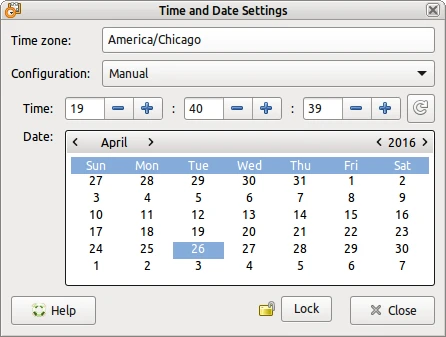 Time and Date Settings
Time zone: America/Chicago
Configuration: Manual
Time: 19 : 40 : 39
Date: April 2016
Sun Mon Tue Wed Thu Fri Sat
27 28 29 30 31 1 2
3 4 5 6 7 8 9
10 11 12 13 14 15 16
17 18 19 20 21 22 23
24 25 26 27 28 29 30
1 2 3 4 5 6 7
Help Lock Close